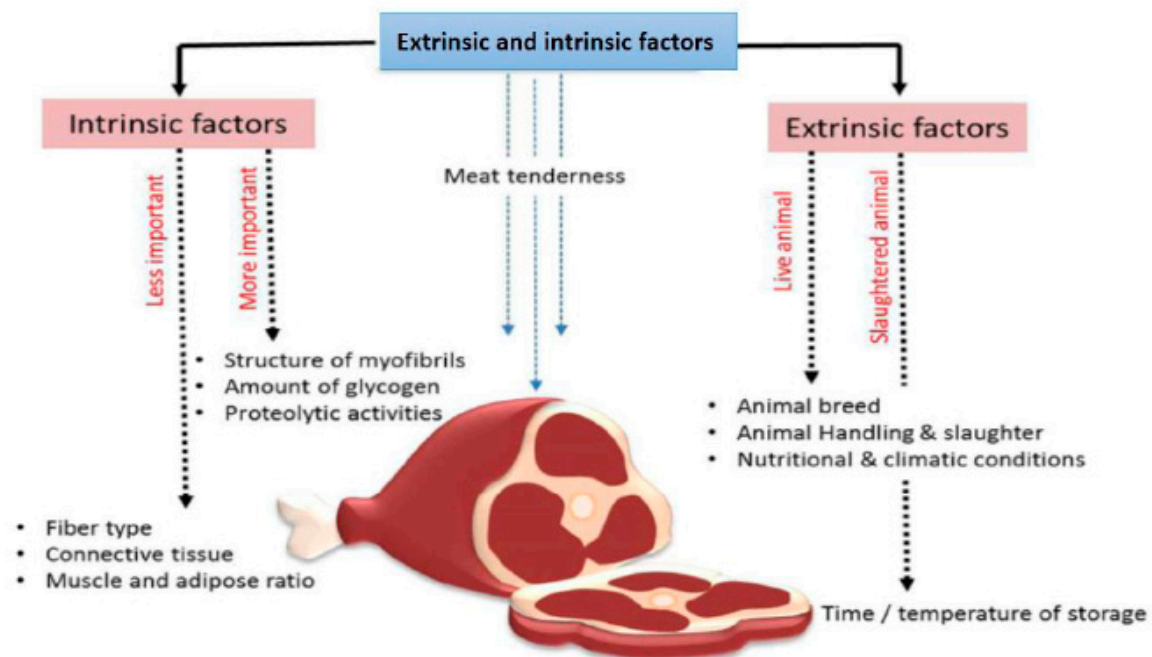 Extrinsic and intrinsic factors
Intrinsic factors
Extrinsic factors
Meat tenderness
Less important
More important
Live animal
Slaughtered animal
• Structure of myofibrils
• Amount of glycogen
• Proteolytic activities
• Animal breed
• Animal Handling & slaughter
• Nutritional & climatic conditions
• Fiber type
• Connective tissue
• Muscle and adipose ratio
Time / temperature of storage